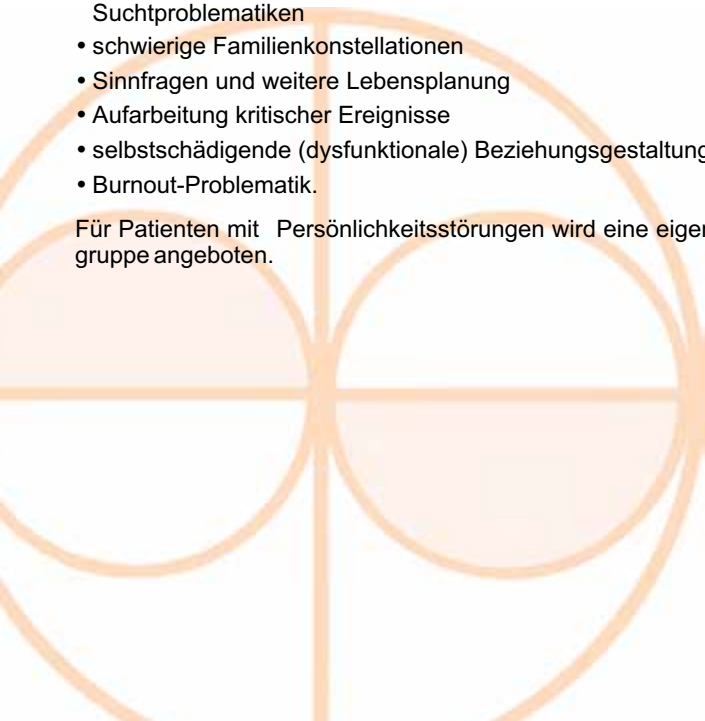 Suchtproblematiken
• schwierige Familienkonstellationen
• Sinnfragen und weitere Lebensplanung
• Aufarbeitung kritischer Ereignisse
• selbstschädigende (dysfunktionale) Beziehungsgestaltung
• Burnout-Problematik.
Für Patienten mit Persönlichkeitsstörungen wird eine
gruppe angeboten.